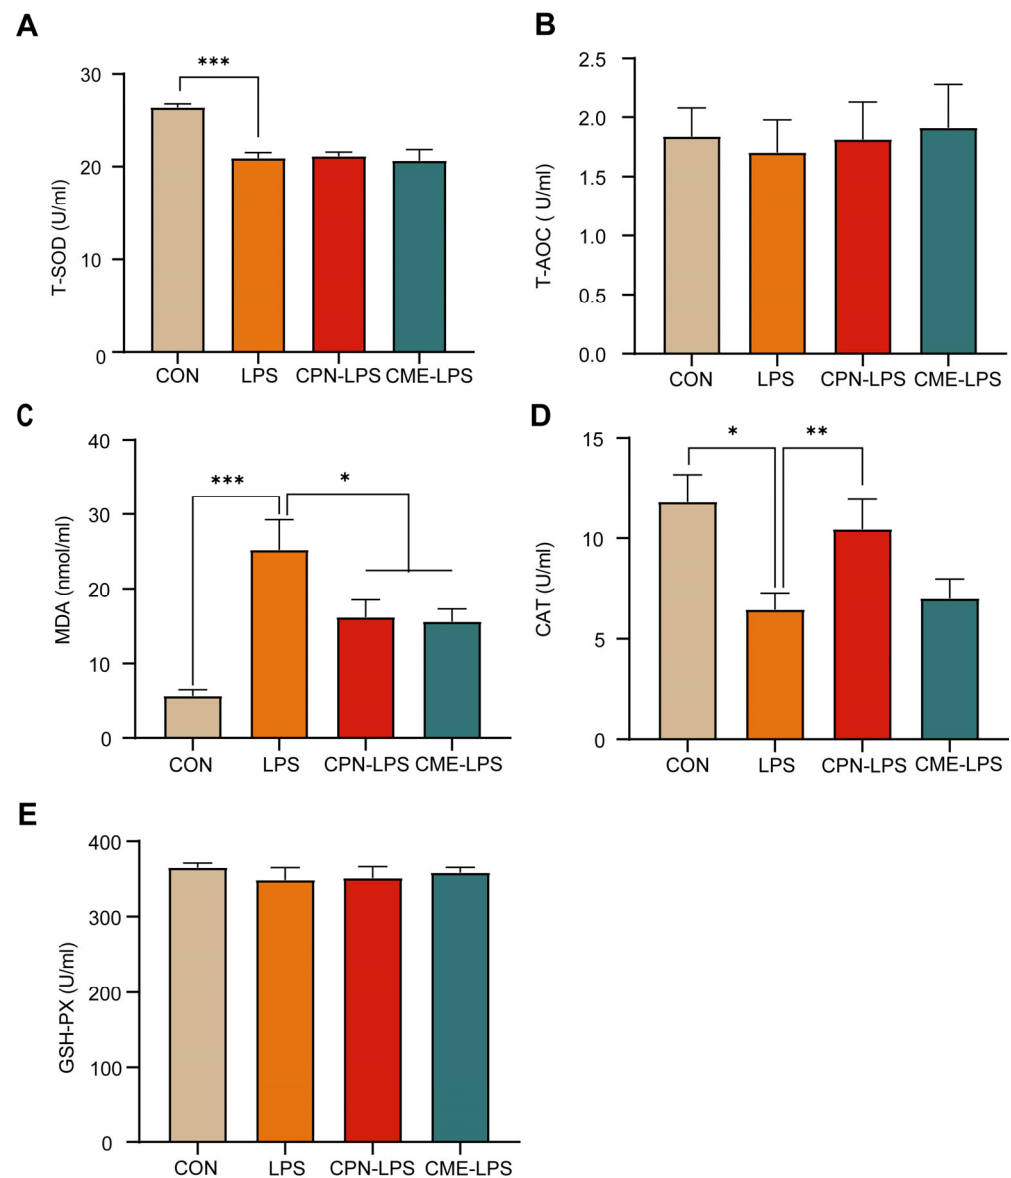 A
T-SOD (U/ml)
30
20
10
0
***
CON LPS CPN-LPS CME-LPS
B
T-AOC ( U/ml)
2.5
2.0
1.5
1.0
0.5
0.0
CON LPS CPN-LPS CME-LPS
C
MDA (nmol/ml)
40
30
20
10
0
*** *
CON LPS CPN-LPS CME-LPS
D
CAT (U/ml)
15
10
5
0
* **
CON LPS CPN-LPS CME-LPS
E
GSH-PX (U/ml)
400
300
200
100
0
CON LPS CPN-LPS CME-LPS